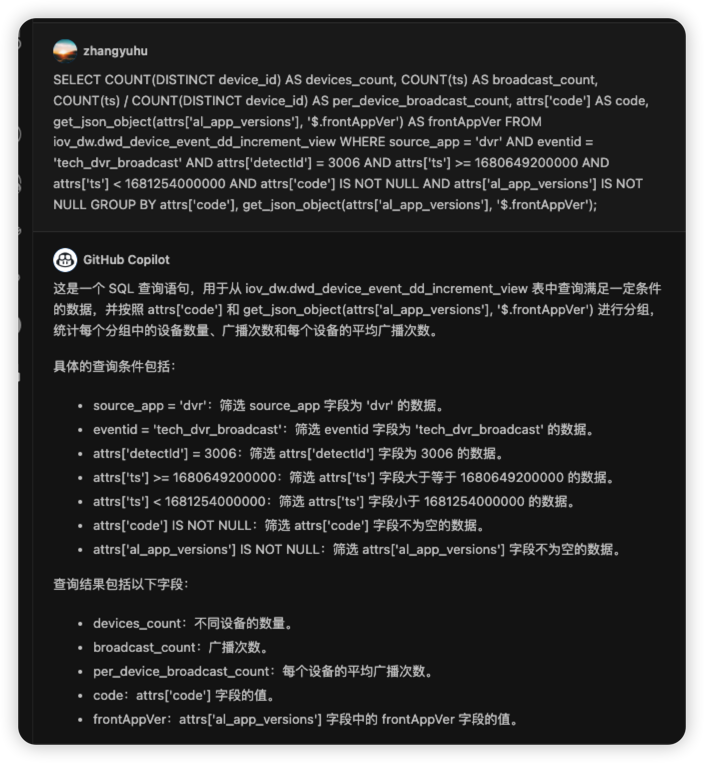 zhangyuhu
SELECT COUNT(DISTINCT device_id) AS devices_count, COUNT(ts) AS broadcast_count,
COUNT(ts) / COUNT(DISTINCT device_id) AS per_device_broadcast_count, attrs['code'] AS code,
get_json_object(attrs['al_app_versions'], '$.frontAppVer') AS frontAppVer FROM
iov_dw.dwd_device_event_dd_increment_view WHERE source_app = 'dvr' AND eventid =
'tech_dvr_broadcast' AND attrs['detectId'] = 3006 AND attrs['ts'] >= 1680649200000 AND
attrs['ts'] < 1681254000000 AND attrs['code'] IS NOT NULL AND attrs['al_app_versions'] IS NOT
NULL GROUP BY attrs['code'], get_json_object(attrs['al_app_versions'], '$.frontAppVer');
GitHub Copilot
这是一个 SQL 查询语句，用于从 iov_dw.dwd_device_event_dd_increment_view 表中查询满足一定条件
的数据，并按照 attrs['code'] 和 get_json_object(attrs['al_app_versions'], '$.frontAppVer') 进行分组，
统计每个分组中的设备数量、广播次数和每个设备的平均广播次数。
具体的查询条件包括：
• source_app = 'dvr'：筛选 source_app 字段为 'dvr' 的数据。
• eventid = 'tech_dvr_broadcast'：筛选 eventid 字段为 'tech_dvr_broadcast' 的数据。
• attrs['detectId'] = 3006：筛选 attrs['detectId'] 字段为 3006 的数据。
• attrs['ts'] >= 1680649200000：筛选 attrs['ts'] 字段大于等于 1680649200000 的数据。
• attrs['ts'] < 1681254000000：筛选 attrs['ts'] 字段小于 1681254000000 的数据。
• attrs['code'] IS NOT NULL：筛选 attrs['code'] 字段不为空的数据。
• attrs['al_app_versions'] IS NOT NULL：筛选 attrs['al_app_versions'] 字段不为空的数据。
查询结果包括以下字段：
• devices_count：不同设备的数量。
• broadcast_count：广播次数。
• per_device_broadcast_count：每个设备的平均广播次数。
• code：attrs['code'] 字段的值。
• frontAppVer：attrs['al_app_versions'] 字段中的 frontAppVer 字段的值。